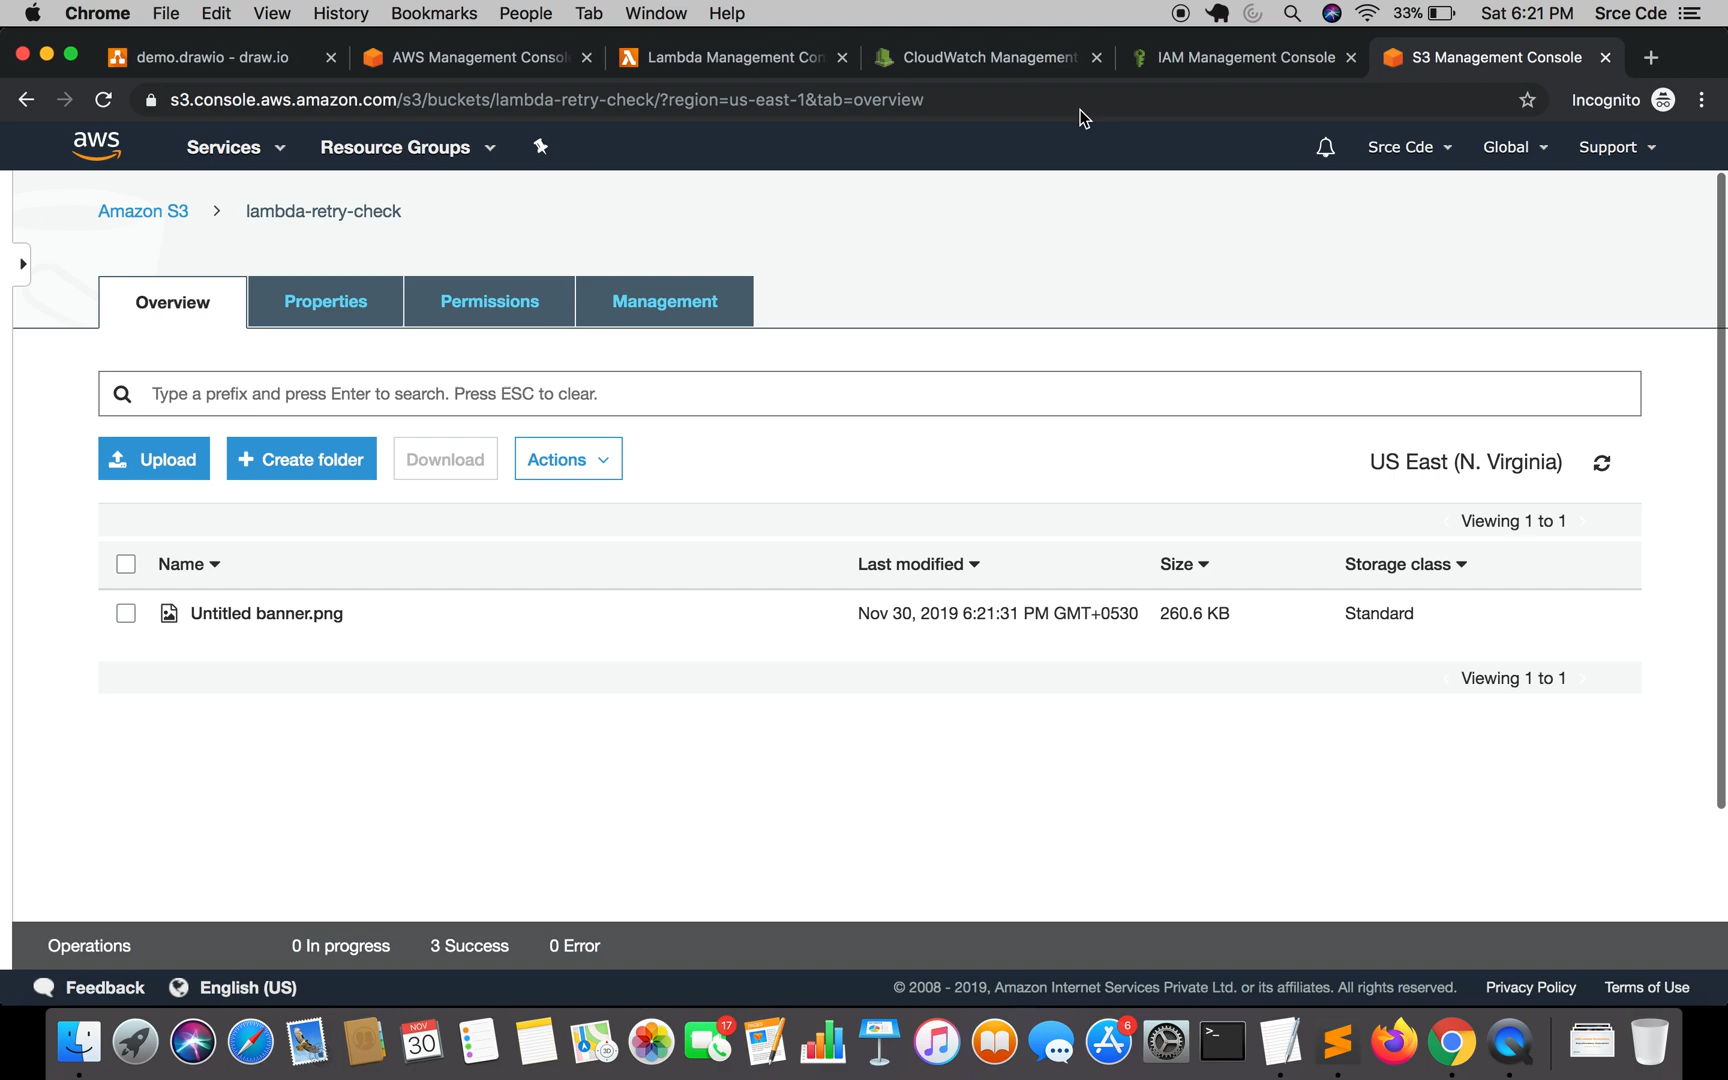 Chrome File Edit View History Bookmarks People Tab Window Help 33% Sat 6:21 PM Srce Cde
demo.drawio - draw.io AWS Management Consol Lambda Management Con CloudWatch Management IAM Management Console S3 Management Console
s3.console.aws.amazon.com/s3/buckets/lambda-retry-check/?region=us-east-1&tab=overview Incognito
aws Services Resource Groups Srce Cde Global Support
Amazon S3 > lambda-retry-check
Overview Properties Permissions Management
Type a prefix and press Enter to search. Press ESC to clear.
Upload + Create folder Download Actions US East (N. Virginia)
Viewing 1 to 1
Name Last modified Size Storage class
Untitled banner.png Nov 30, 2019 6:21:31 PM GMT+0530 260.6 KB Standard
Viewing 1 to 1
Operations 0 In progress 3 Success 0 Error
Feedback English (US) © 2008 - 2019, Amazon Internet Services Private Ltd. or its affiliates. All rights reserved. Privacy Policy Terms of Use
NOV
30
17
6